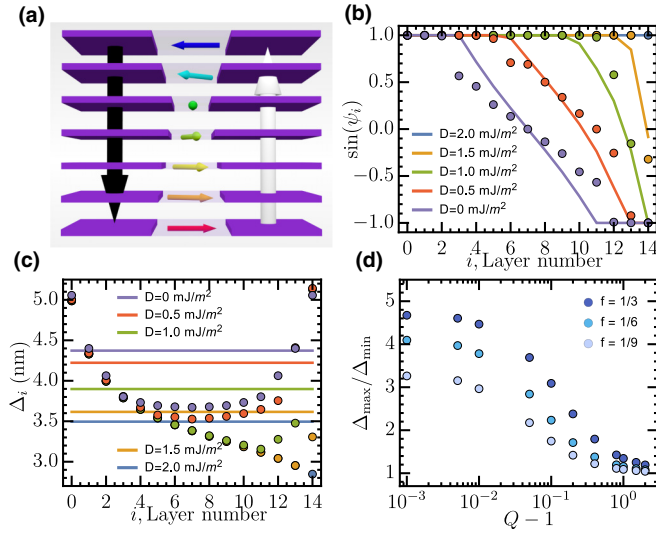 (a)
(b)
1.0
0.5
0.0
−0.5
−1.0
sin(ψᵢ)
D=2.0 mJ/m²
D=1.5 mJ/m²
D=1.0 mJ/m²
D=0.5 mJ/m²
D=0 mJ/m²
0 2 4 6 8 10 12 14
i, Layer number
(c)
5.0
4.5
4.0
3.5
3.0
Δᵢ (nm)
D=0 mJ/m²
D=0.5 mJ/m²
D=1.0 mJ/m²
D=1.5 mJ/m²
D=2.0 mJ/m²
0 2 4 6 8 10 12 14
i, Layer number
(d)
5
4
3
2
1
Δmax/Δmin
f = 1/3
f = 1/6
f = 1/9
10⁻³ 10⁻² 10⁻¹ 10⁰
Q − 1